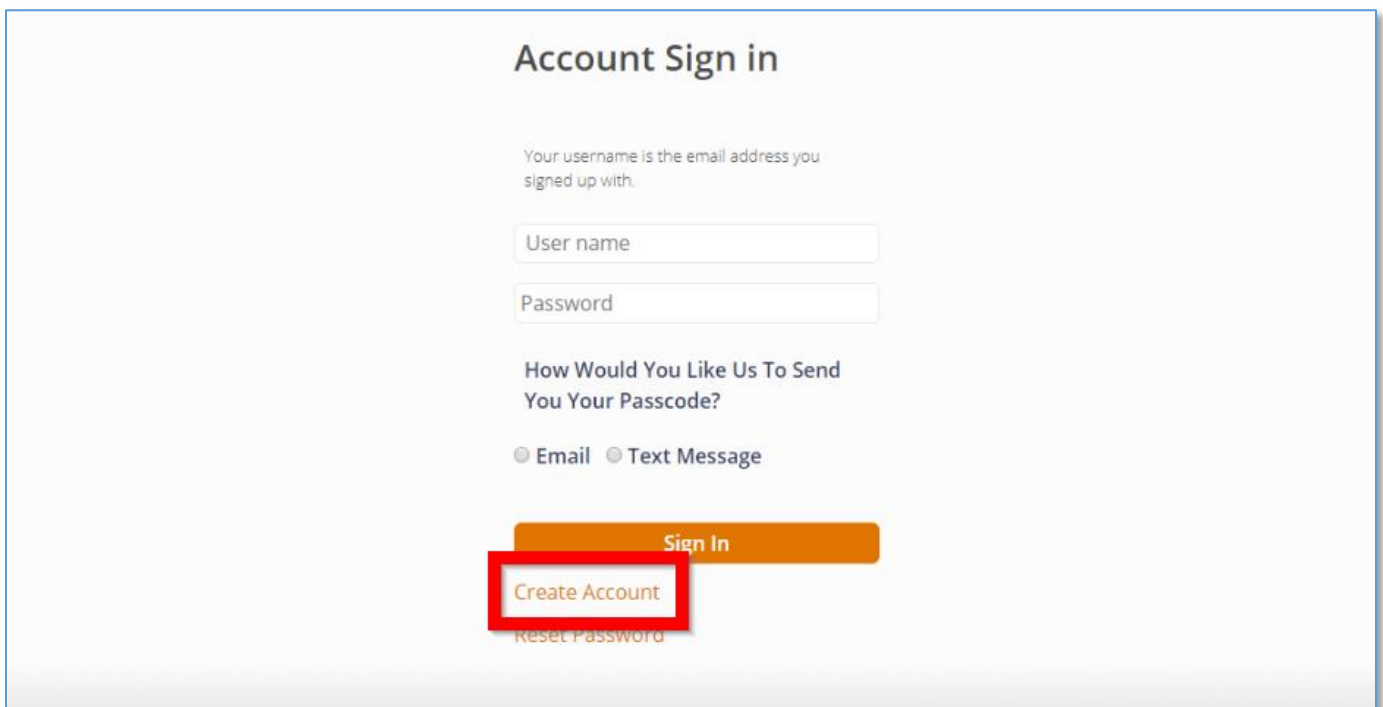 Account Sign in
Your username is the email address you
signed up with.
User name
Password
How Would You Like Us To Send
You Your Passcode?
Email Text Message
Sign In
Create Account
Reset Password